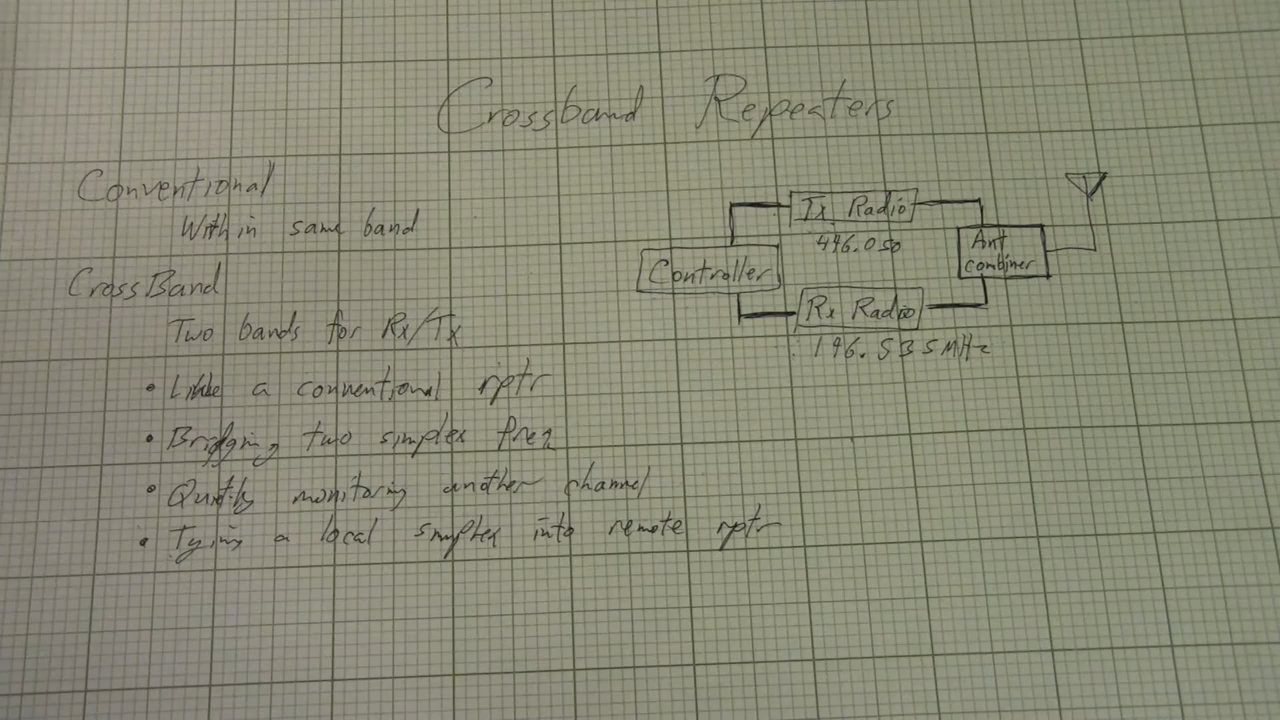 Crossband Repeaters
Conventional
Within same band
CrossBand
Two bands for Rx/Tx
• Like a conventional rptr
• Bridging two simplex freq
• Quietly monitoring another channel
• Tying a local simplex into remote rptr
Tx Radio
446.050
Controller
Ant
combiner
Rx Radio
146.535 MHz